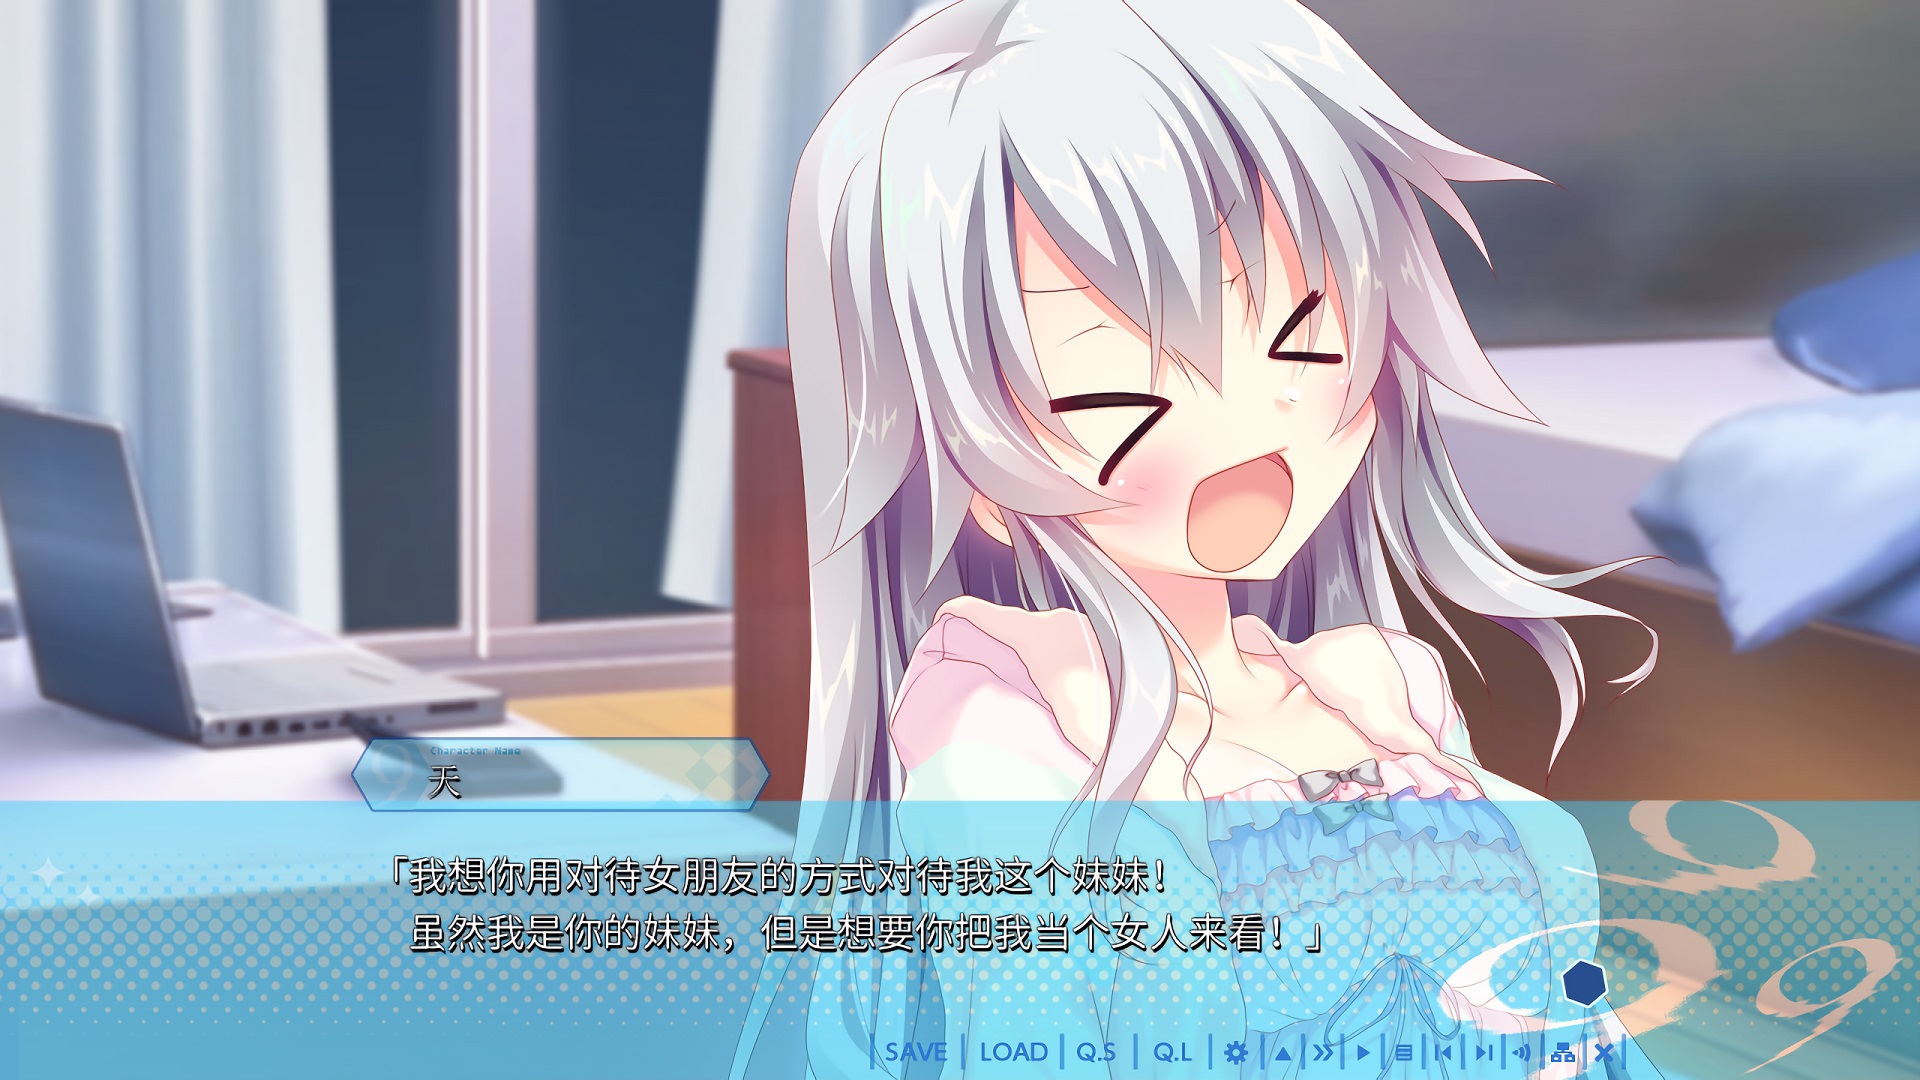 Character Name
天
「我想你用对待女朋友的方式对待我这个妹妹！
虽然我是你的妹妹，但是想要你把我当个女人来看！」
SAVE LOAD Q.S Q.L